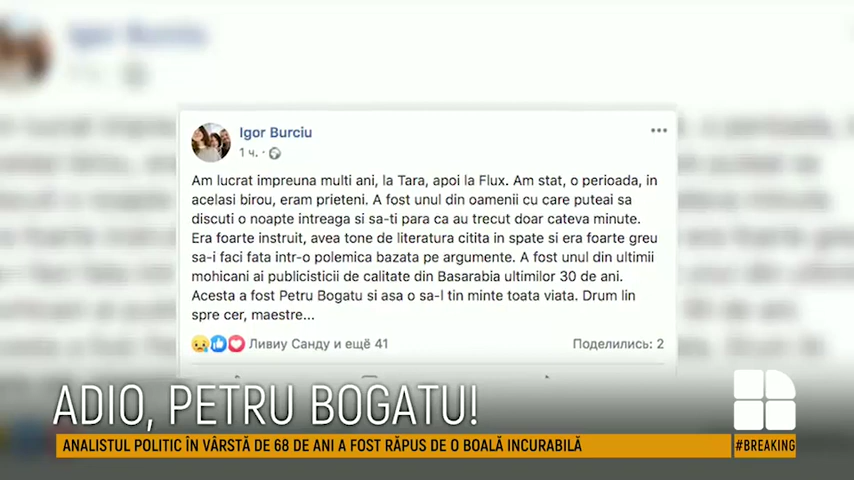 Igor Burciu
1 ч.
Am lucrat impreuna multi ani, la Tara, apoi la Flux. Am stat, o perioada, in
acelasi birou, eram prieteni. A fost unul din oamenii cu care puteai sa
discuti o noapte intreaga si sa-ti para ca au trecut doar cateva minute.
Era foarte instruit, avea tone de literatura citita in spate si era foarte greu
sa-i faci fata intr-o polemica bazata pe argumente. A fost unul din ultimii
mohicani ai publicisticii de calitate din Basarabia ultimilor 30 de ani.
Acesta a fost Petru Bogatu si asa o sa-l tin minte toata viata. Drum lin
spre cer, maestre...
Ливиу Санду и ещё 41
Поделились: 2
ADIO, PETRU BOGATU!
ANALISTUL POLITIC ÎN VÂRSTĂ DE 68 DE ANI A FOST RĂPUS DE O BOALĂ INCURABILĂ
#BREAKING